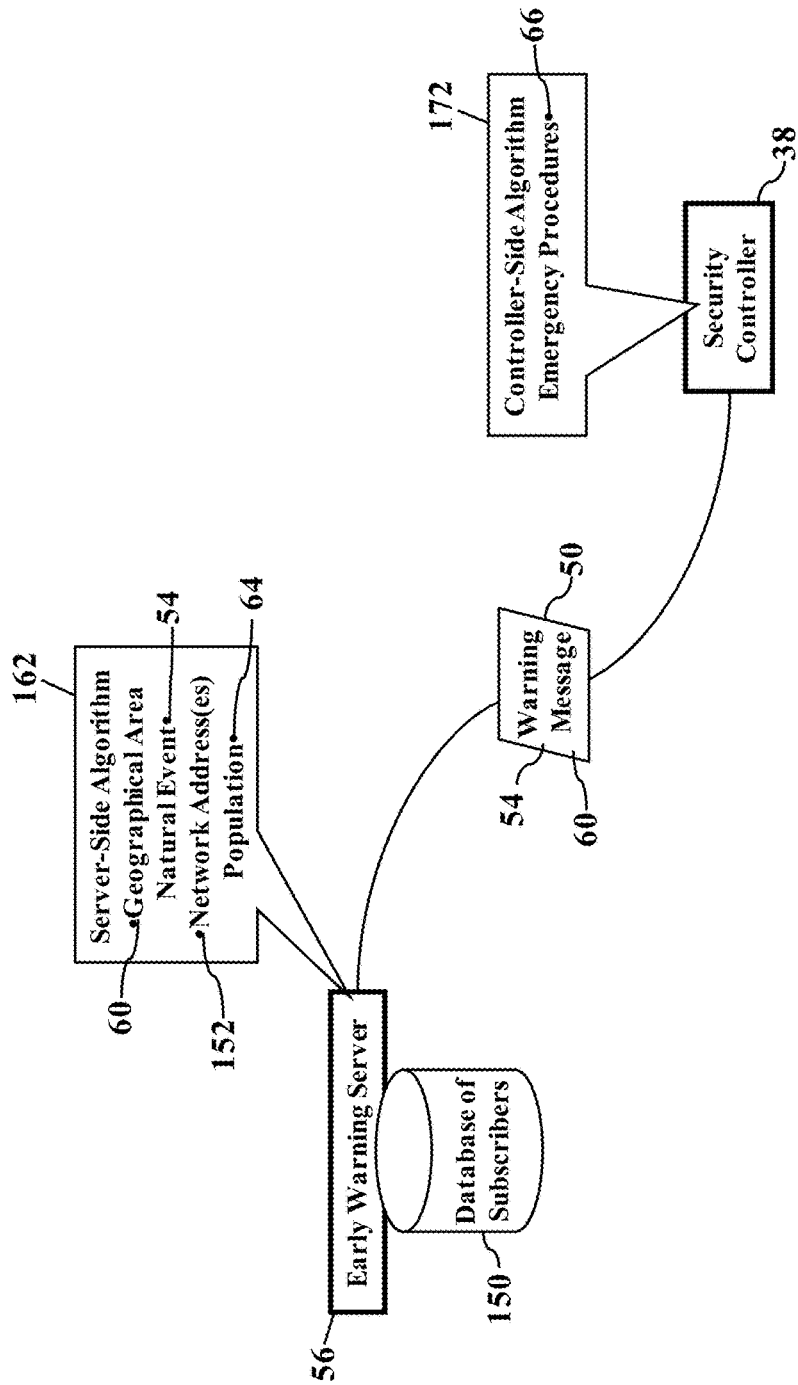 162
Server-Side Algorithm
60
Geographical Area
Natural Event
54
152
Network Address(es)
Population
64
56
Early Warning Server
Database of
Subscribers
150
54
Warning
Message
60
50
172
Controller-Side Algorithm
Emergency Procedures
66
Security
Controller
38